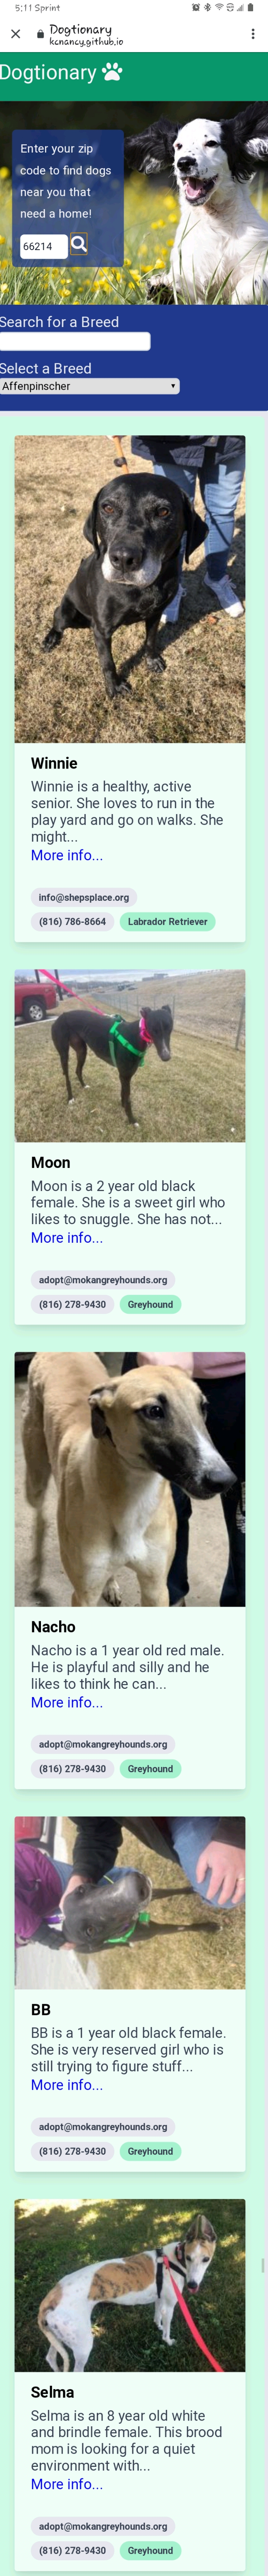 5:11 Sprint
Dogtionary
kcnancy.github.io
Dogtionary
Enter your zip
code to find dogs
near you that
need a home!
66214
Search for a Breed
Select a Breed
Affenpinscher
Winnie
Winnie is a healthy, active
senior. She loves to run in the
play yard and go on walks. She
might...
More info...
info@shepsplace.org
(816) 786-8664 Labrador Retriever
Moon
Moon is a 2 year old black
female. She is a sweet girl who
likes to snuggle. She has not...
More info...
adopt@mokangreyhounds.org
(816) 278-9430 Greyhound
Nacho
Nacho is a 1 year old red male.
He is playful and silly and he
likes to think he can...
More info...
adopt@mokangreyhounds.org
(816) 278-9430 Greyhound
BB
BB is a 1 year old black female.
She is very reserved girl who is
still trying to figure stuff...
More info...
adopt@mokangreyhounds.org
(816) 278-9430 Greyhound
Selma
Selma is an 8 year old white
and brindle female. This brood
mom is looking for a quiet
environment with...
More info...
adopt@mokangreyhounds.org
(816) 278-9430 Greyhound